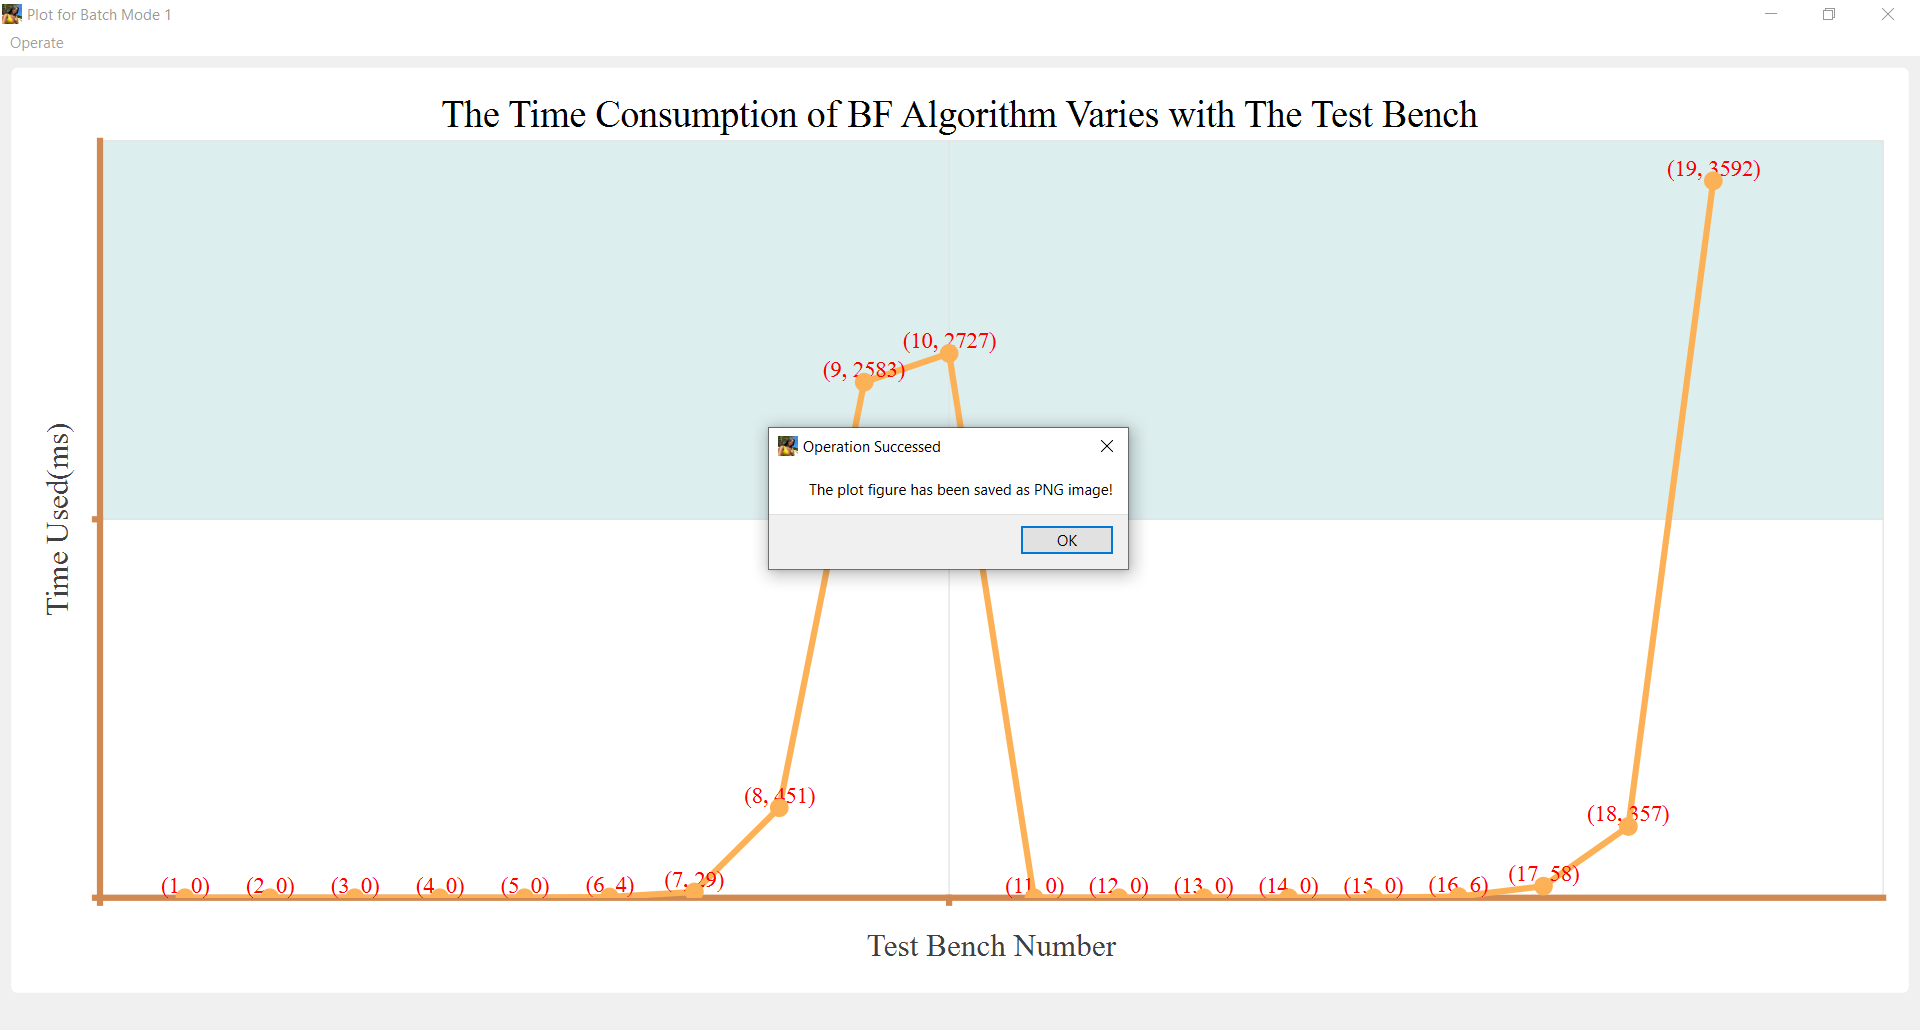 Plot for Batch Mode 1
Operate
The Time Consumption of BF Algorithm Varies with The Test Bench
(19, 3592)
(10, 2727)
(9, 2583)
Operation Successed
The plot figure has been saved as PNG image!
OK
Time Used(ms)
(8, 451)
(18, 357)
(1, 0) (2, 0) (3, 0) (4, 0) (5, 0) (6, 4) (7, 29) (11, 0) (12, 0) (13, 0) (14, 0) (15, 0) (16, 6) (17, 58)
Test Bench Number